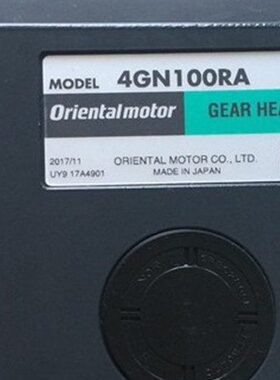 MODEL 4GN100RA
Orientalmotor GEAR HEA
2017/11 ORIENTAL MOTOR CO., LTD.
UY9 17A4901 MADE IN JAPAN